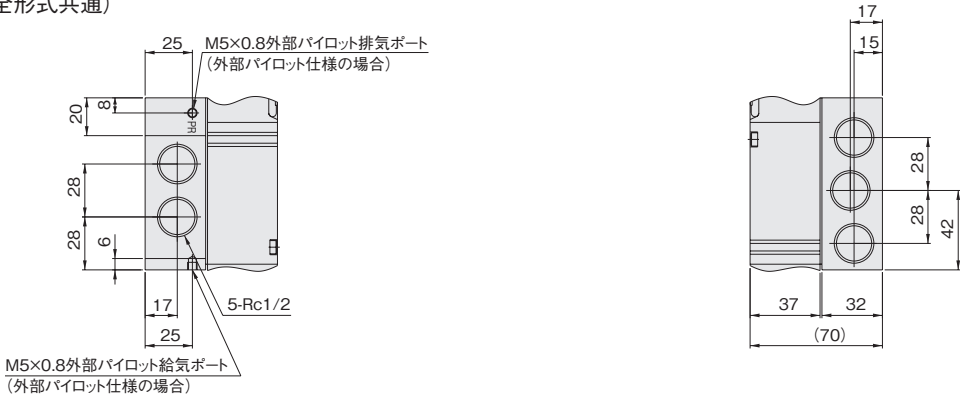 全形式共通)
25
M5×0.8外部パイロット排気ポート
(外部パイロット仕様の場合)
8
20
PR
28
28
6
17
25
5-Rc1/2
M5×0.8外部パイロット給気ポート
(外部パイロット仕様の場合)
17
15
28
28
42
37
32
(70)